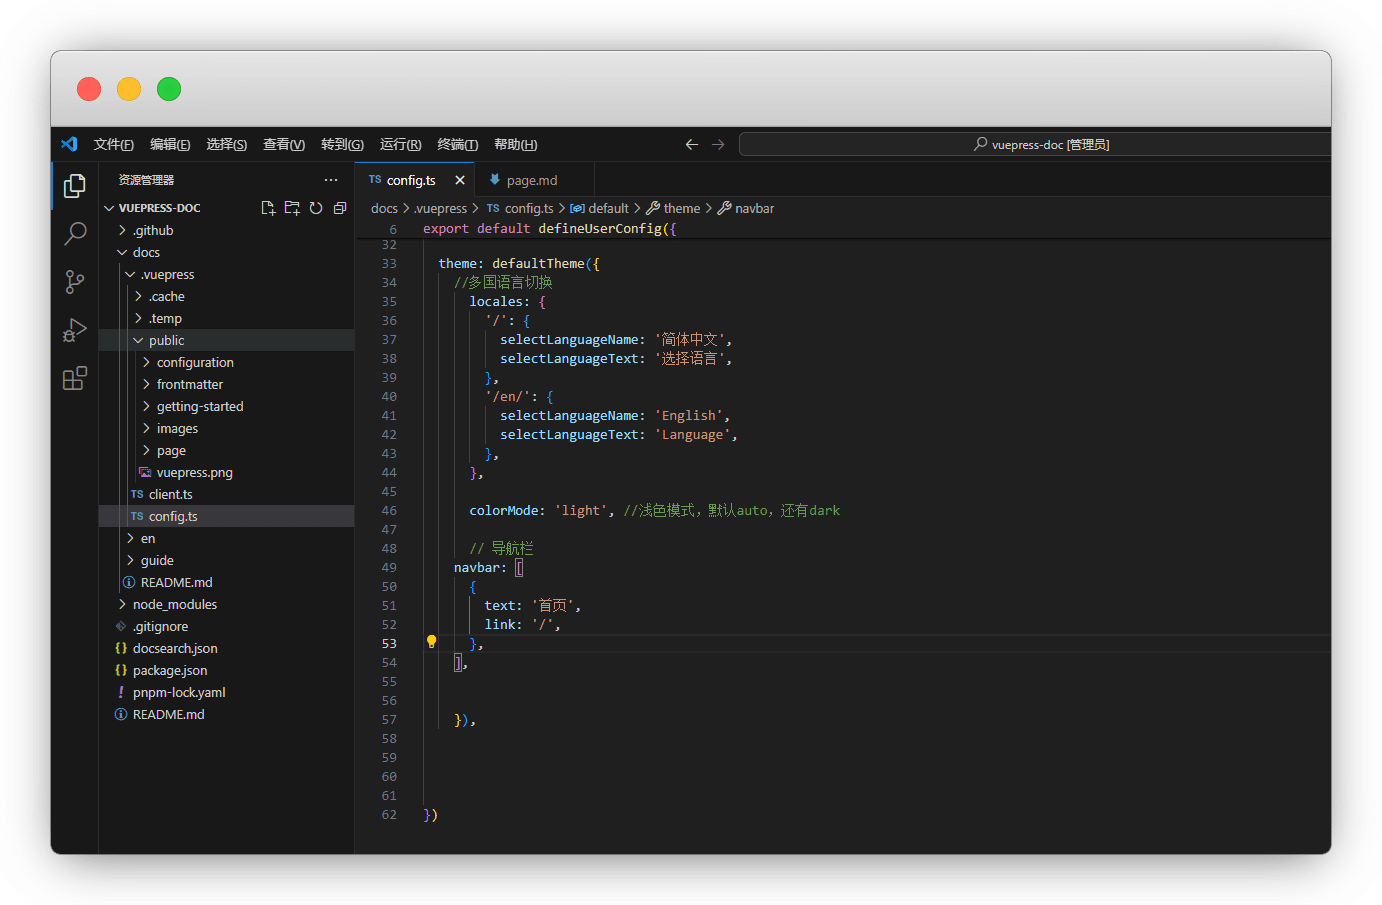 文件(F) 编辑(E) 选择(S) 查看(V) 转到(G) 运行(R) 终端(T) 帮助(H)
vuepress-doc [管理员]
资源管理器
VUEPRESS-DOC
.github
docs
.vuepress
.cache
.temp
public
configuration
frontmatter
getting-started
images
page
vuepress.png
TS client.ts
TS config.ts
en
guide
README.md
node_modules
.gitignore
{} docsearch.json
{} package.json
! pnpm-lock.yaml
README.md
TS config.ts
page.md
docs > .vuepress > TS config.ts > default > theme > navbar
6 export default defineUserConfig({
32
33 theme: defaultTheme({
34 //多国语言切换
35 locales: {
36 '/': {
37 selectLanguageName: '简体中文',
38 selectLanguageText: '选择语言',
39 },
40 '/en/': {
41 selectLanguageName: 'English',
42 selectLanguageText: 'Language',
43 },
44 },
45
46 colorMode: 'light', //浅色模式，默认auto，还有dark
47
48 // 导航栏
49 navbar: [
50 {
51 text: '首页',
52 link: '/',
53 },
54 ],
55
56
57 }),
58
59
60
61
62 })